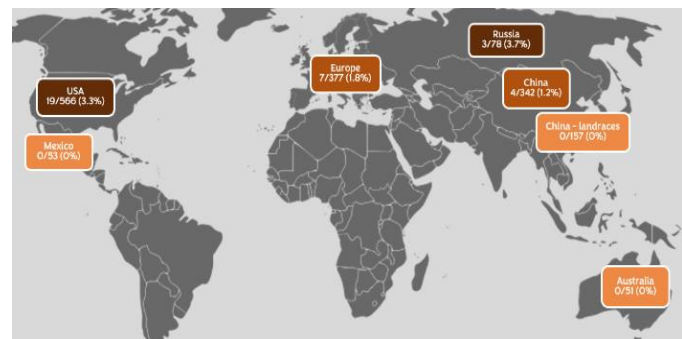 Russia
3/78 (3.7%)
Europe
7/377 (1.8%)
China
4/342 (1.2%)
USA
19/566 (3.3%)
China - landraces
0/157 (0%)
Mexico
0/53 (0%)
Australia
0/51 (0%)